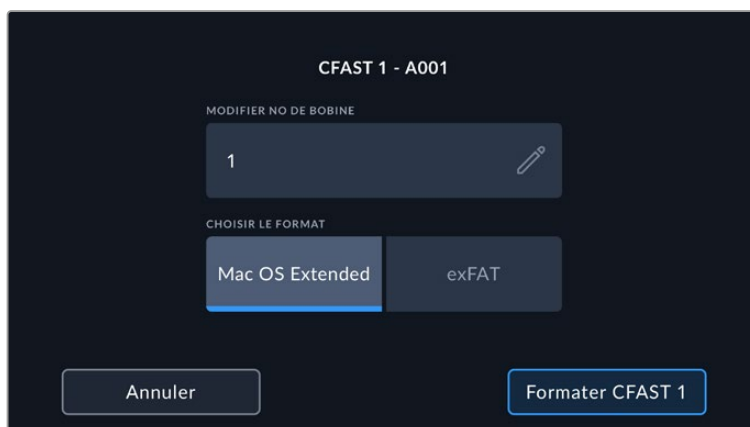 CFAST 1 - A001
MODIFIER NO DE BOBINE
1
CHOISIR LE FORMAT
Mac OS Extended exFAT
Annuler Formater CFAST 1